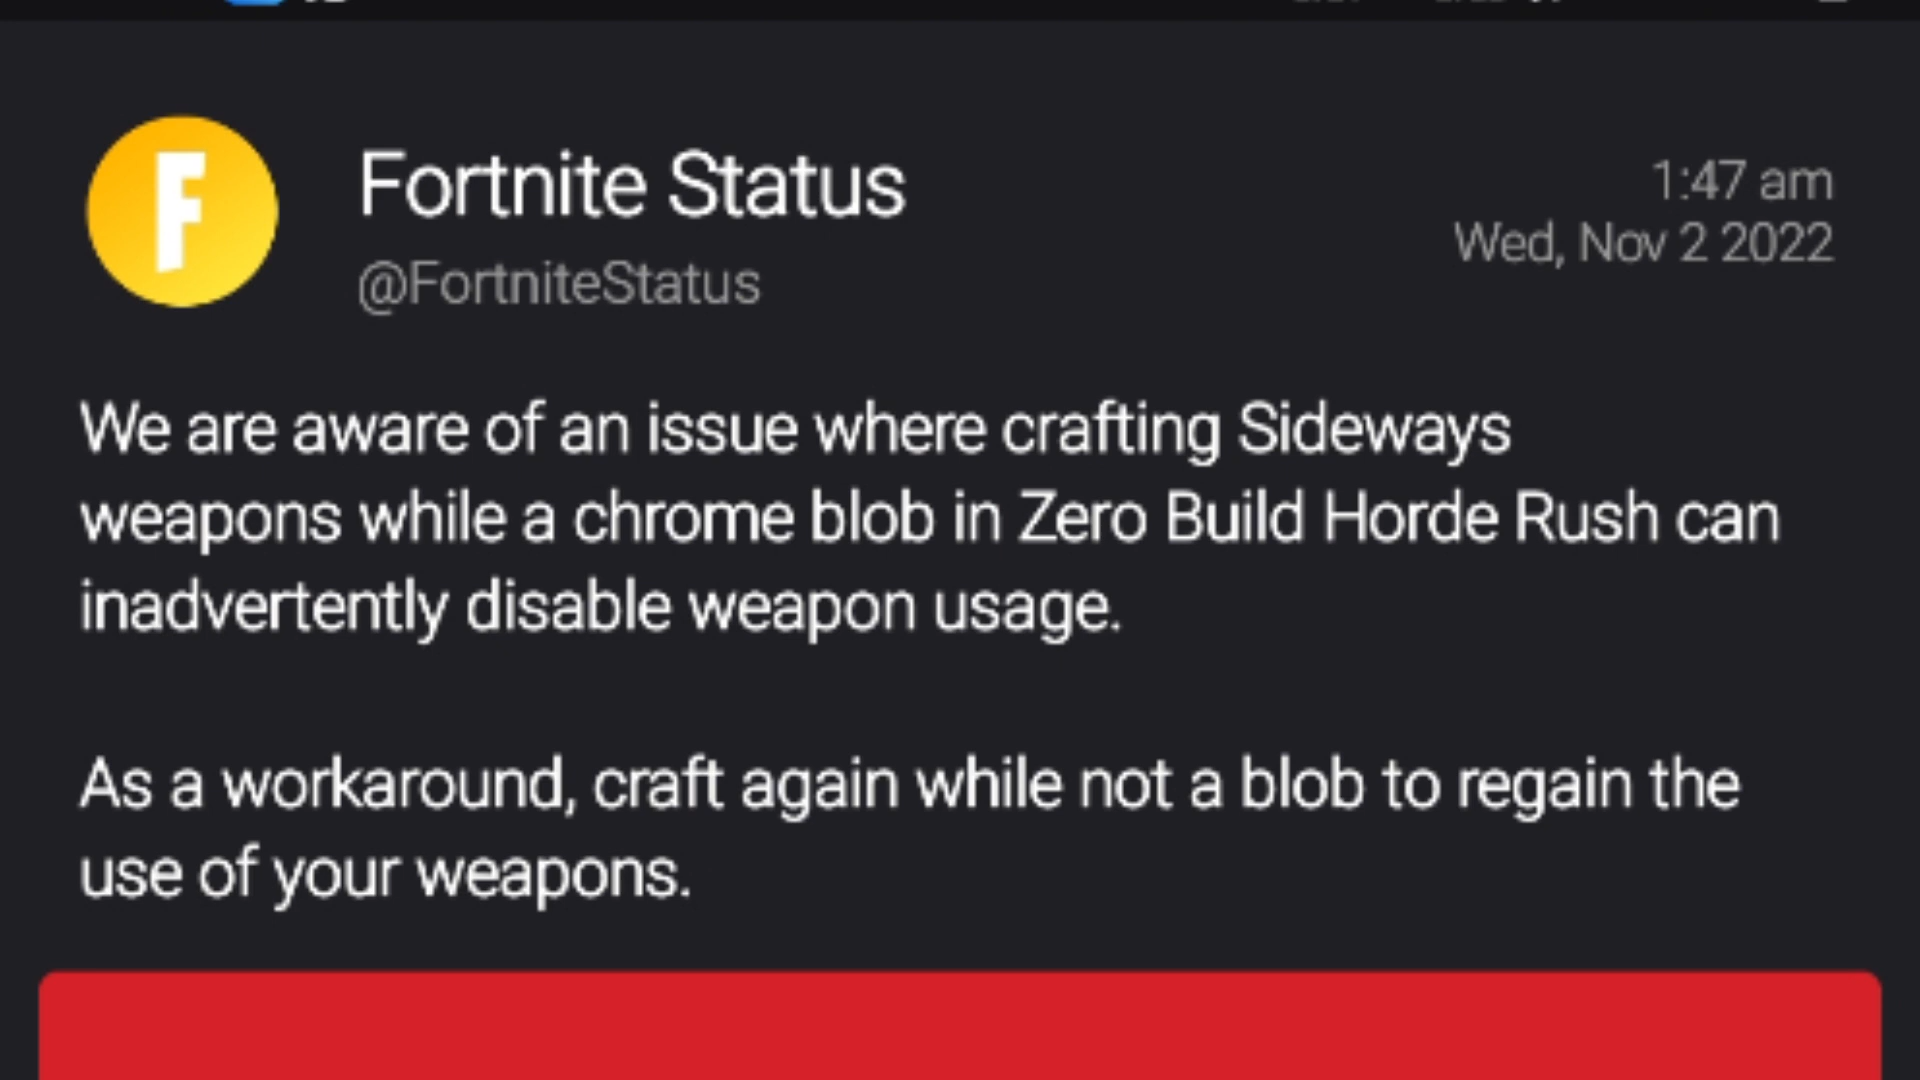 F
Fortnite Status
@FortniteStatus
1:47 am
Wed, Nov 2 2022
We are aware of an issue where crafting Sideways
weapons while a chrome blob in Zero Build Horde Rush can
inadvertently disable weapon usage.
As a workaround, craft again while not a blob to regain the
use of your weapons.